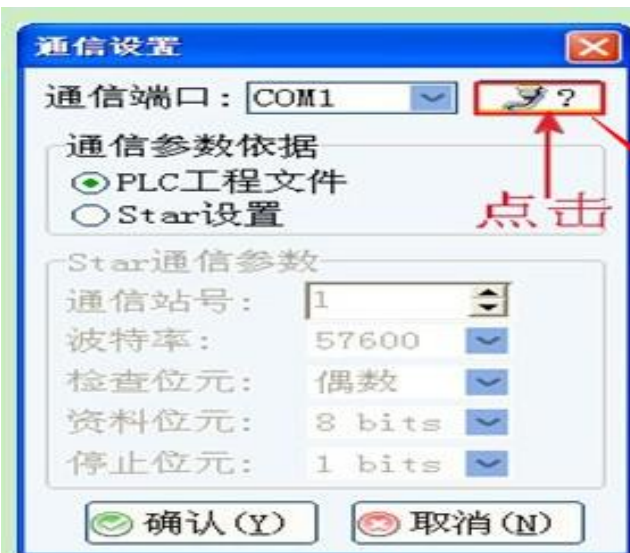 通信设置
通信端口: COM1 ?
通信参数依据
PLC工程文件
Star设置
点击
Star通信参数
通信站号: 1
波特率: 57600
检查位元: 偶数
资料位元: 8 bits
停止位元: 1 bits
确认(Y) 取消(N)